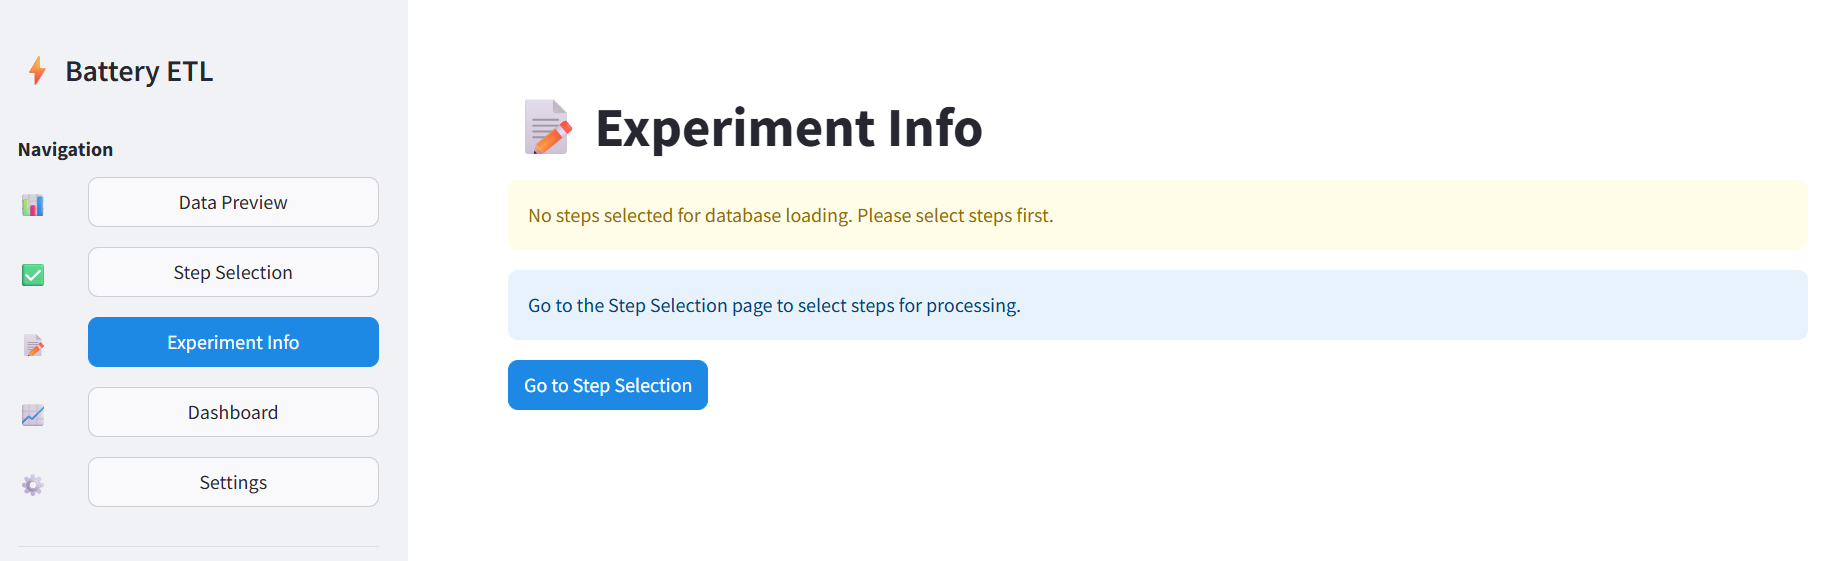 Battery ETL
Navigation
Data Preview
Step Selection
Experiment Info
Dashboard
Settings
Experiment Info
No steps selected for database loading. Please select steps first.
Go to the Step Selection page to select steps for processing.
Go to Step Selection